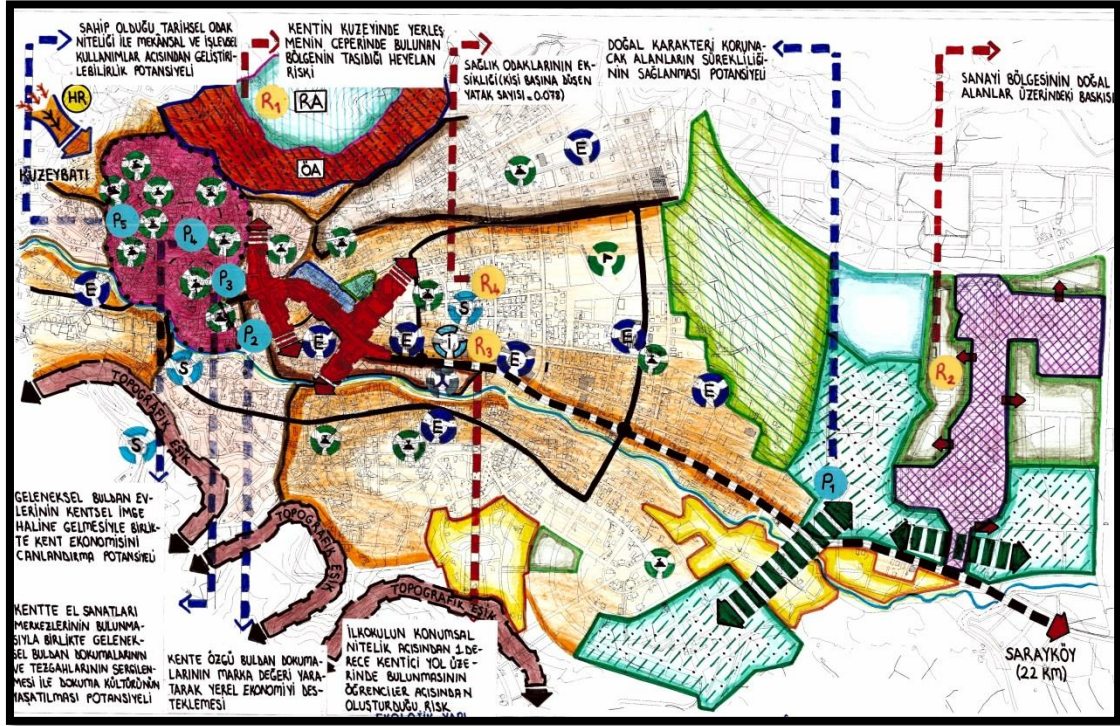 SAHİP OLDUĞU TARİHSEL ODAK
NİTELİĞİ İLE MEKANSAL VE İŞLEVSEL
KULLANIMLAR AÇISINDAN GELİŞTİRİ-
LEBİLİRLİK POTANSİYELİ
KENTİN KUZEYİNDE YERLEŞ
MENİN ÇEPERİNDE BULUNAN
BÖLGENİN TAŞIDIĞI HEYELAN
RİSKİ
SAĞLIK ODAKLARININ EK-
SİKLİĞİ(KİŞİ BAŞINA DÜŞEN
YATAK SAYISI=0.078)
DOĞAL KARAKTERİ KORUNA-
CAK ALANLARIN SÜREKLİLİĞİ-
NİN SAĞLANMASI POTANSİYELİ
SANAYİ BÖLGESİNİN DOĞAL
ALANLAR ÜZERİNDEKİ BASKISI
HR
KUZEYBATI
R1
RA
ÖA
E
P5
P4
P3
P2
E
S
S
E
E
S
İ
R4
R3
E
E
E
E
R2
P1
TOPOGRAFİK EŞİK
TOPOGRAFİK EŞİK
TOPOGRAFİK EŞİK
GELENEKSEL BULDAN EV-
LERİNİN KENTSEL İMGE
HALİNE GELMESİYLE BİRLİK-
TE KENT EKONOMİSİNİ
CANLANDIRMA POTANSİYELİ
KENTTE EL SANATLARI
MERKEZLERİNİN BULUNMA-
SIYLA BİRLİKTE GELENEK-
SEL BULDAN DOKUMALARININ
VE TEZGAHLARININ SERGİLEN-
MESİ İLE DOKUMA KÜLTÜRÜNÜN
YAŞATILMASI POTANSİYELİ
KENTE ÖZGÜ BULDAN DOKUMA-
LARININ MARKA DEĞERİ YARA-
TARAK YEREL EKONOMİYİ DES-
TEKLEMESİ
İLKOKULUN KONUMSAL
NİTELİK AÇISINDAN 1.DE-
RECE KENTİÇİ YOL ÜZE-
RİNDE BULUNMASININ
ÖĞRENCİLER AÇISINDAN
OLUŞTURDUĞU RİSK
SARAYKÖY
(22 KM)